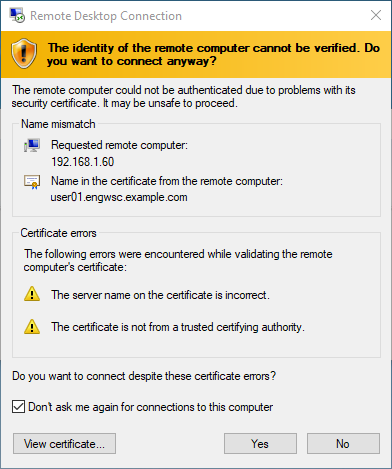 Remote Desktop Connection
The identity of the remote computer cannot be verified. Do
you want to connect anyway?
The remote computer could not be authenticated due to problems with its
security certificate. It may be unsafe to proceed.
Name mismatch
Requested remote computer:
192.168.1.60
Name in the certificate from the remote computer:
user01.engwsc.example.com
Certificate errors
The following errors were encountered while validating the remote
computer's certificate:
The server name on the certificate is incorrect.
The certificate is not from a trusted certifying authority.
Do you want to connect despite these certificate errors?
Don't ask me again for connections to this computer
View certificate...
Yes
No